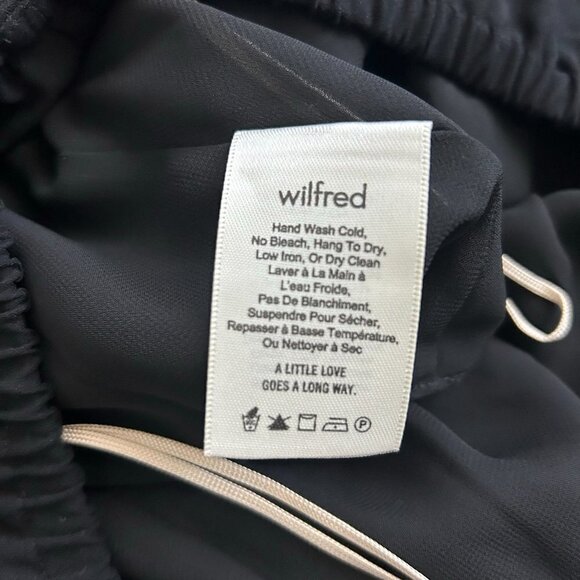 wilfred
Hand Wash Cold,
No Bleach, Hang To Dry,
Low Iron, Or Dry Clean
Laver à La Main à
L'eau Froide,
Pas De Blanchiment,
Suspendre Pour Sécher,
Repasser à Basse Température,
Ou Nettoyer à Sec
A LITTLE LOVE
GOES A LONG WAY.
P